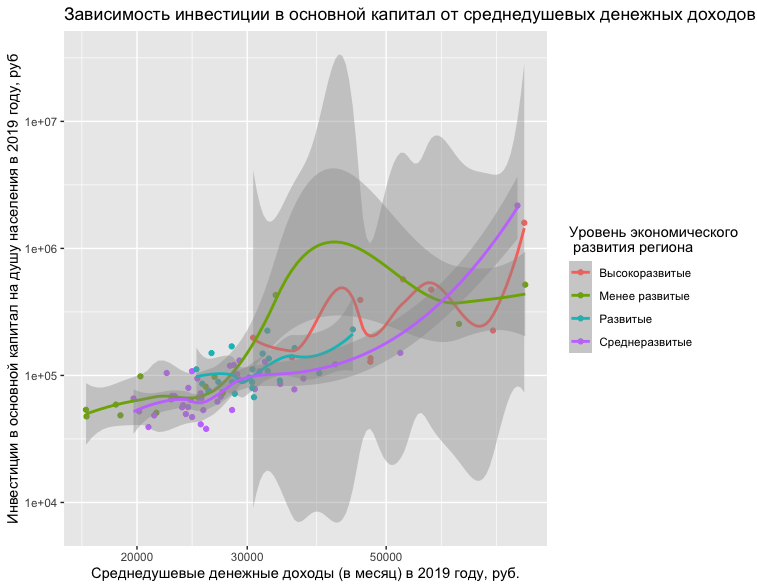 Зависимость инвестиции в основной капитал от среднедушевых денежных доходов
Инвестиции в основной капитал на душу населения в 2019 году, руб
1e+07
1e+06
1e+05
1e+04
20000
30000
50000
Среднедушевые денежные доходы (в месяц) в 2019 году, руб.
Уровень экономического
развития региона
Высокоразвитые
Менее развитые
Развитые
Среднеразвитые